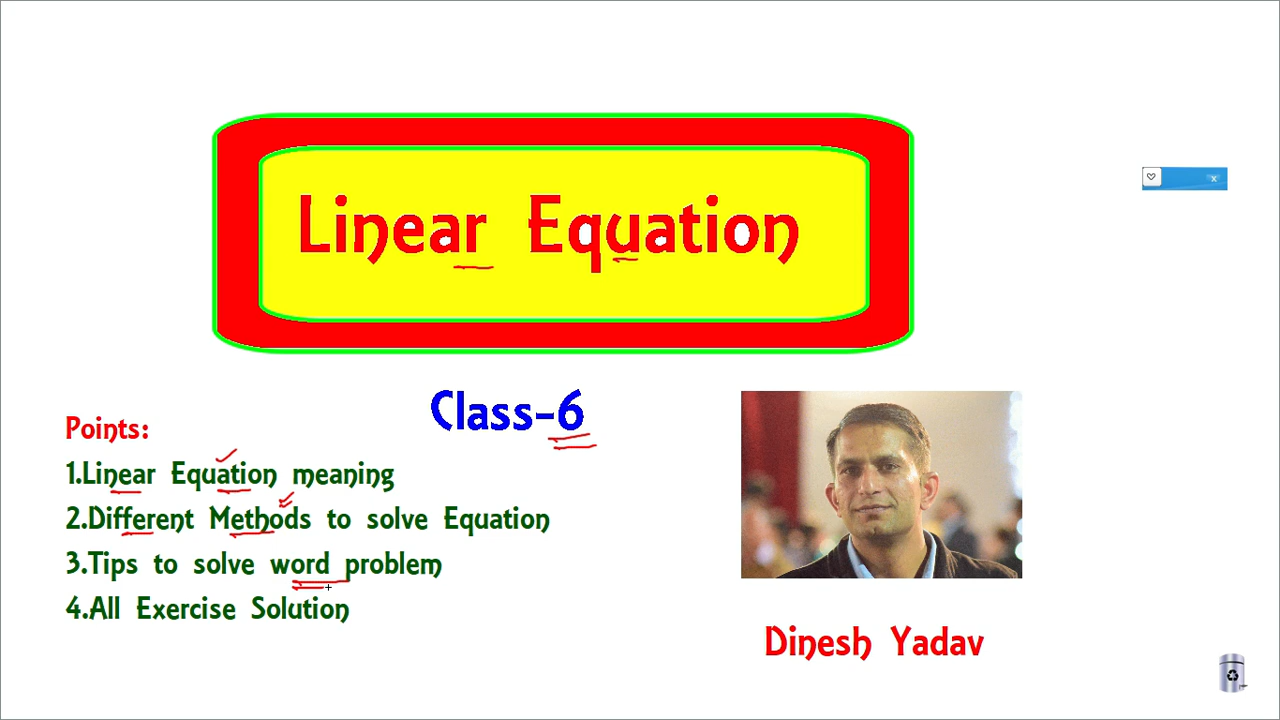 Linear Equation
Class-6
Points:
1.Linear Equation meaning
2.Different Methods to solve Equation
3.Tips to solve word problem
4.All Exercise Solution
Dinesh Yadav
x